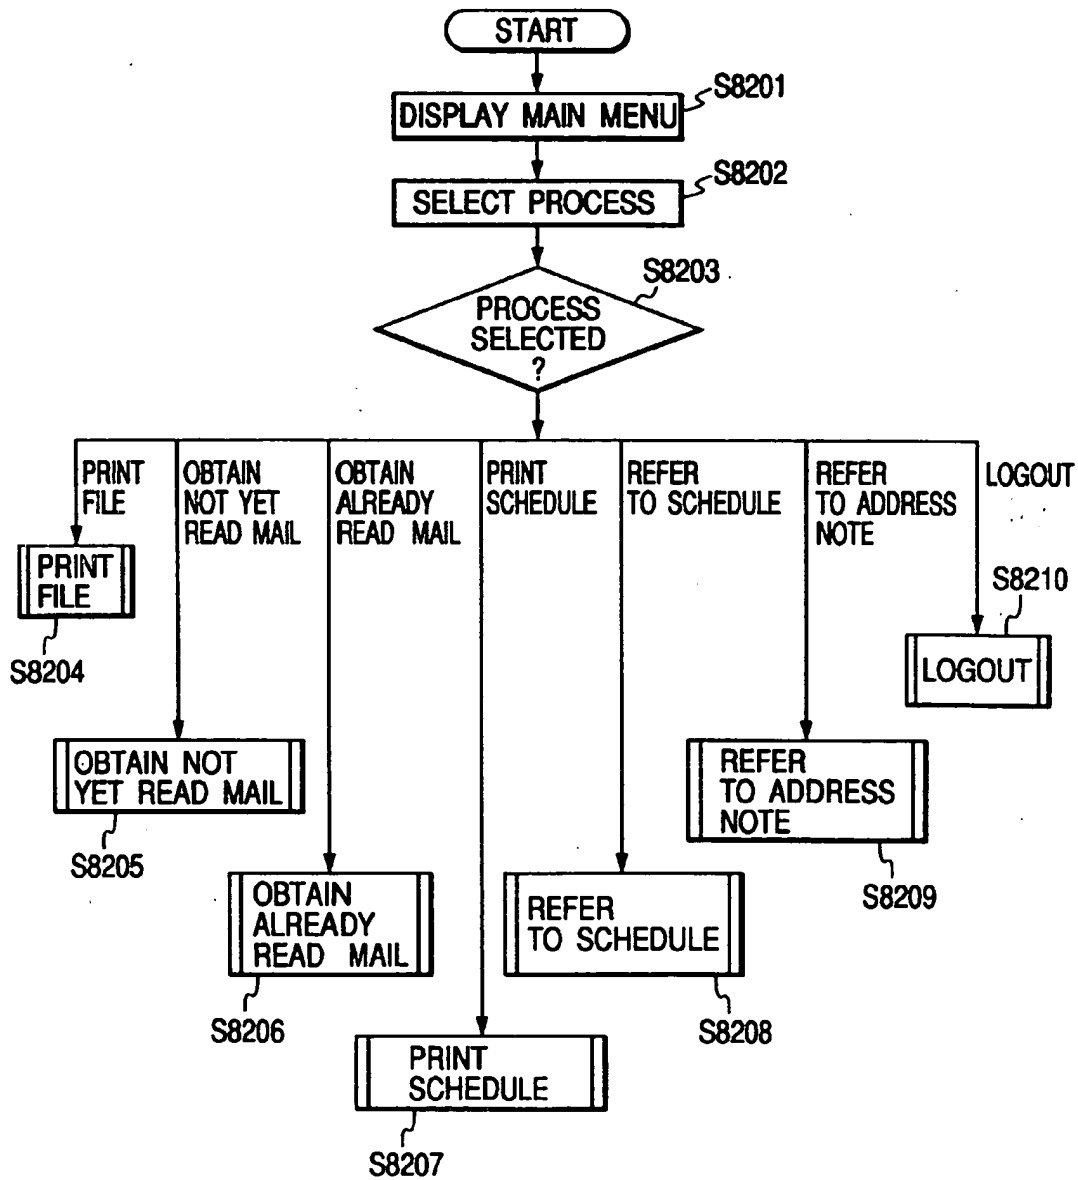 START
S8201
DISPLAY MAIN MENU
S8202
SELECT PROCESS
S8203
PROCESS
SELECTED
?
PRINT
FILE
OBTAIN
NOT YET
READ MAIL
OBTAIN
ALREADY
READ MAIL
PRINT
SCHEDULE
REFER
TO SCHEDULE
REFER
TO ADDRESS
NOTE
LOGOUT
PRINT
FILE
S8204
S8210
LOGOUT
OBTAIN NOT
YET READ MAIL
S8205
REFER
TO ADDRESS
NOTE
S8209
OBTAIN
ALREADY
READ MAIL
S8206
REFER
TO SCHEDULE
S8208
PRINT
SCHEDULE
S8207